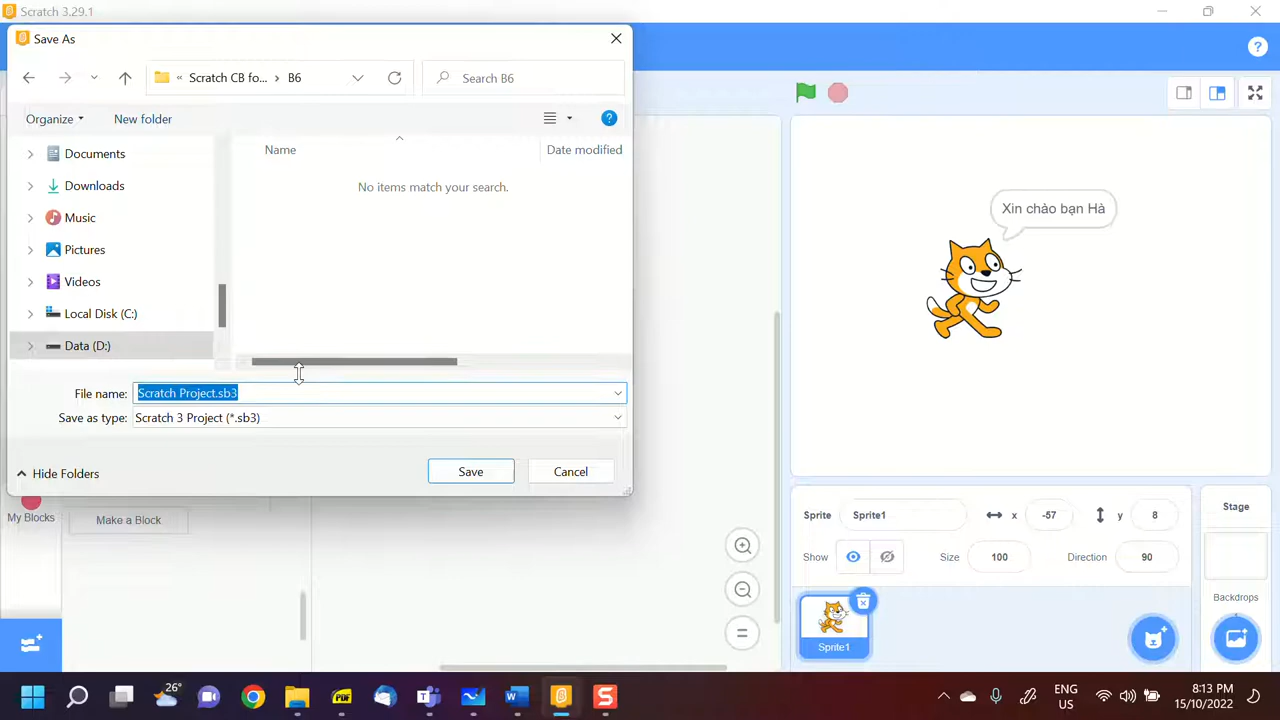 Scratch 3.29.1
Save As
« Scratch CB fo... › B6
Search B6
Organize
New folder
Name
Date modified
No items match your search.
Documents
Downloads
Music
Pictures
Videos
Local Disk (C:)
Data (D:)
File name: Scratch Project.sb3
Save as type: Scratch 3 Project (*.sb3)
Hide Folders
Save
Cancel
Xin chào bạn Hà
My Blocks
Make a Block
Sprite Sprite1 x -57 y 8
Show Size 100 Direction 90
Sprite1
Stage
Backdrops
26°
PDF
ENG
US
8:13 PM
15/10/2022